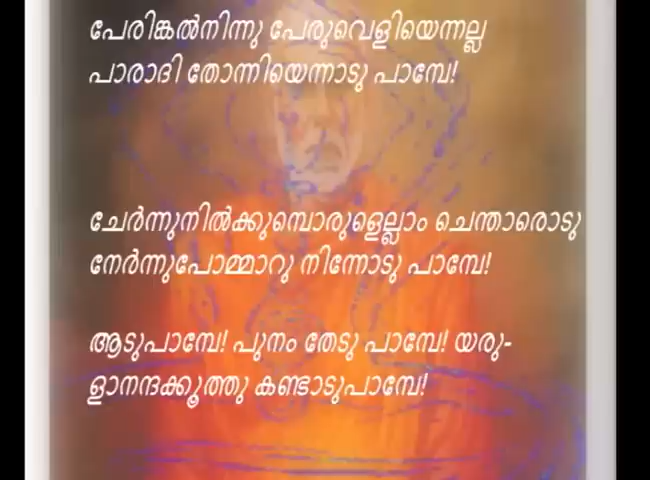 പേരിങ്കൽനിന്നു പേരുവെളിയെന്നല്ല
പാരാദി തോന്നിയെന്നാടു പാമ്പേ!
ചേർന്നുനിൽക്കുമ്പൊരുളെല്ലാം ചെന്താരൊടു
നേർന്നുപോമ്മാറു നിന്നോടു പാമ്പേ!
ആടുപാമ്പേ! പുനം തേടു പാമ്പേ! യരു-
ളാനന്ദക്കൂത്തു കണ്ടാടുപാമ്പേ!